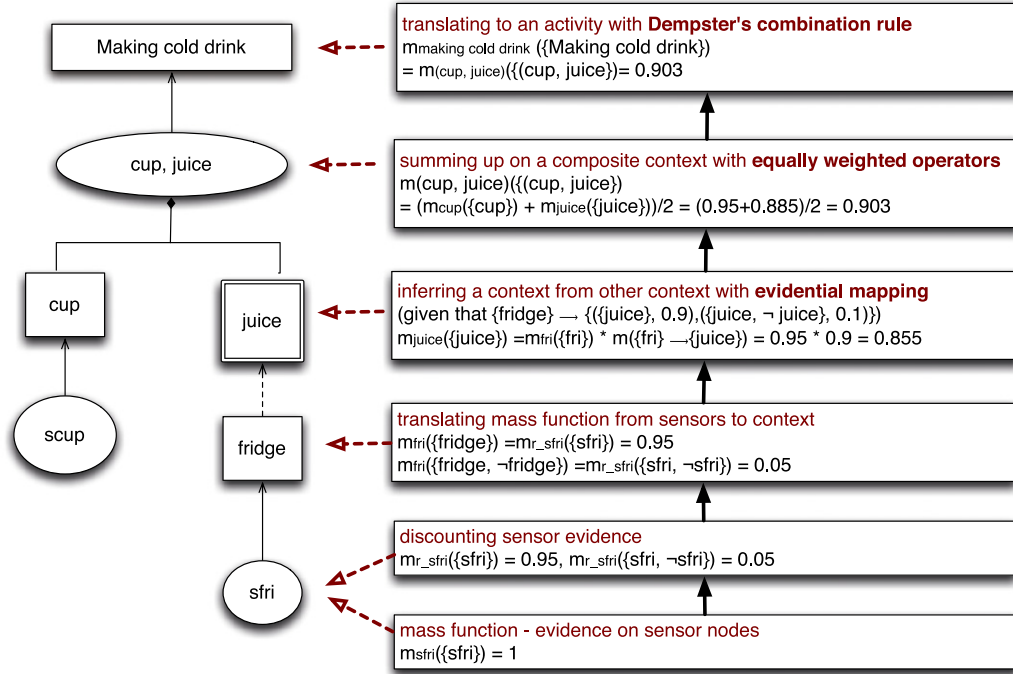 Making cold drink
cup, juice
cup
juice
scup
fridge
sfri
translating to an activity with Dempster's combination rule
mmaking cold drink ({Making cold drink})
= m(cup, juice)({(cup, juice})= 0.903
summing up on a composite context with equally weighted operators
m(cup, juice)({(cup, juice})
= (mcup({cup}) + mjuice({juice}))/2 = (0.95+0.885)/2 = 0.903
inferring a context from other context with evidential mapping
(given that {fridge} → {({juice}, 0.9),({juice, ¬ juice}, 0.1)})
mjuice({juice}) =mfri({fri}) * m({fri} →{juice}) = 0.95 * 0.9 = 0.855
translating mass function from sensors to context
mfri({fridge}) =mr_sfri({sfri}) = 0.95
mfri({fridge, ¬fridge}) =mr_sfri({sfri, ¬sfri}) = 0.05
discounting sensor evidence
mr_sfri({sfri}) = 0.95, mr_sfri({sfri, ¬sfri}) = 0.05
mass function - evidence on sensor nodes
msfri({sfri}) = 1